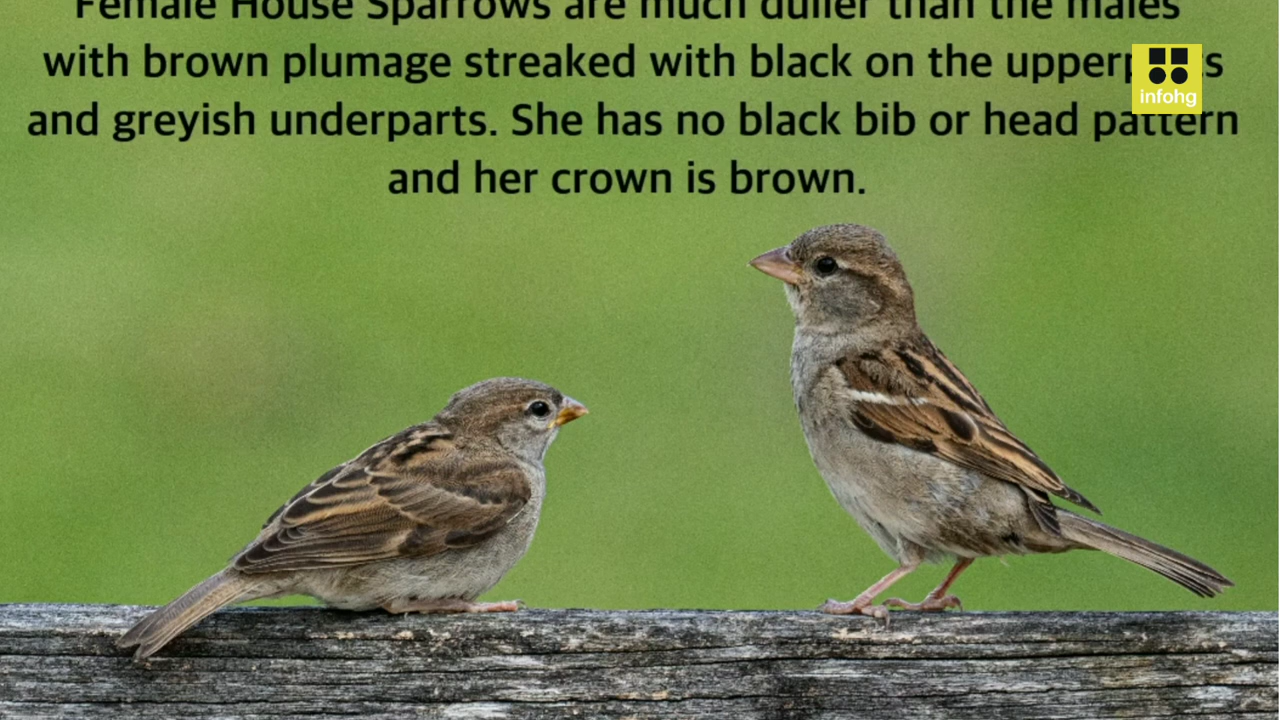 Female House Sparrows are much duller than the males
with brown plumage streaked with black on the
and greyish underparts. She has no black bib or head pattern
and her crown is brown.
infohg